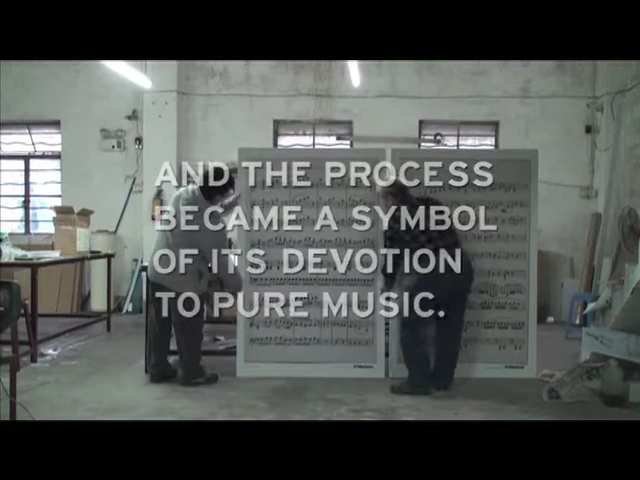 AND THE PROCESS
BECAME A SYMBOL
OF ITS DEVOTION
TO PURE MUSIC.